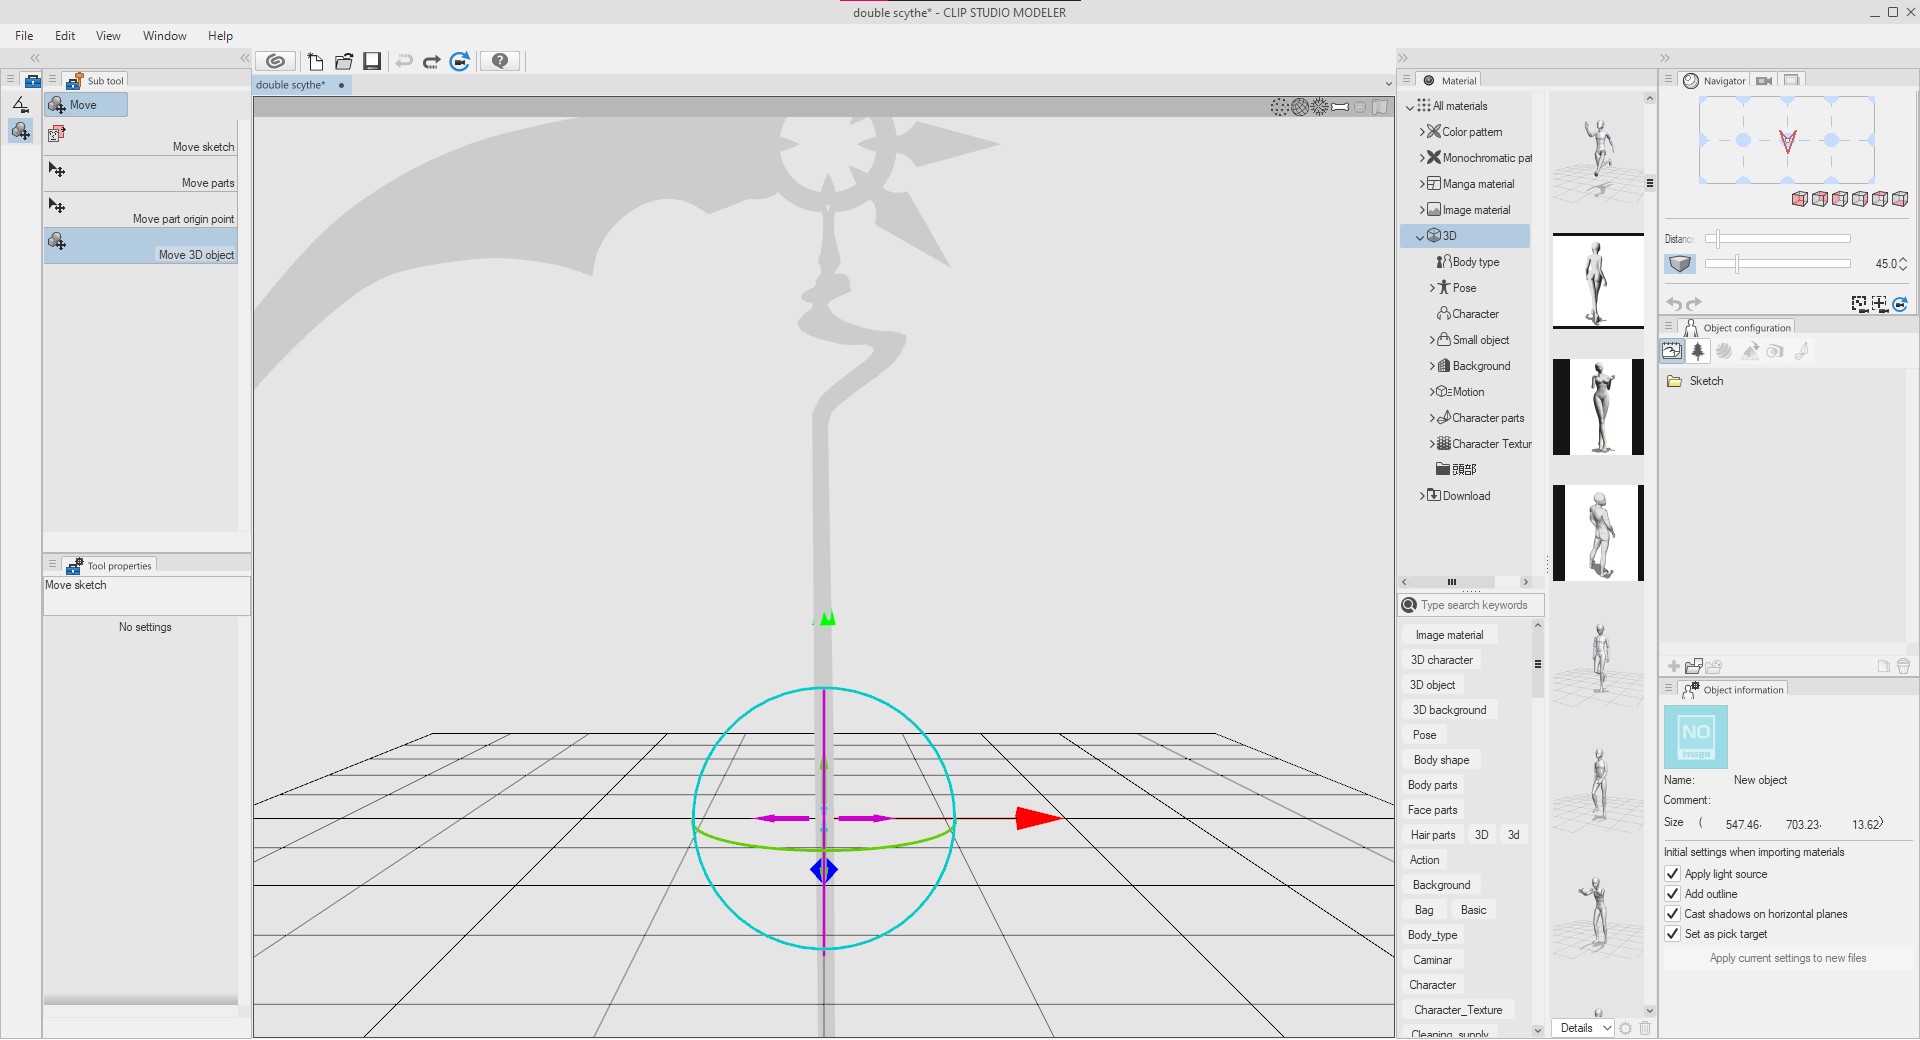 double scythe* - CLIP STUDIO MODELER
File Edit View Window Help
Sub tool
Move
Move sketch
Move parts
Move part origin point
Move 3D object
Tool properties
Move sketch
No settings
double scythe*
Material
All materials
Color pattern
Monochromatic pat
Manga material
Image material
3D
Body type
Pose
Character
Small object
Background
Motion
Character parts
Character Textur
頭部
Download
Type search keywords
Image material
3D character
3D object
3D background
Pose
Body shape
Body parts
Face parts
Hair parts 3D 3d
Action
Background
Bag Basic
Body_type
Caminar
Character
Character_Texture
Cleaning_supply
Details
Navigator
Distanc
45.0
Object configuration
Sketch
Object information
NO
image
Name: New object
Comment:
Size ( 547.46, 703.23, 13.62)
Initial settings when importing materials
Apply light source
Add outline
Cast shadows on horizontal planes
Set as pick target
Apply current settings to new files